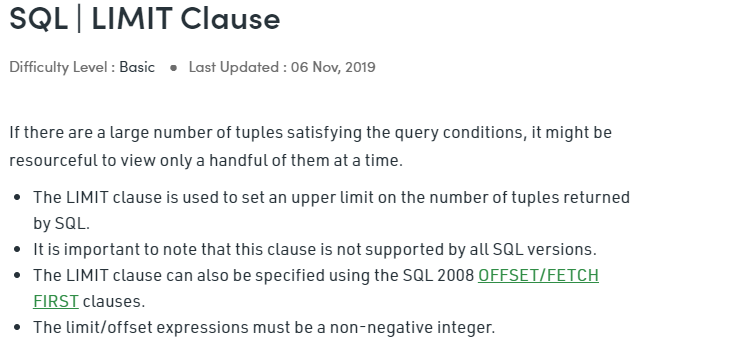 SQL | LIMIT Clause
Difficulty Level : Basic ● Last Updated : 06 Nov, 2019
If there are a large number of tuples satisfying the query conditions, it might be
resourceful to view only a handful of them at a time.
• The LIMIT clause is used to set an upper limit on the number of tuples returned
by SQL.
• It is important to note that this clause is not supported by all SQL versions.
• The LIMIT clause can also be specified using the SQL 2008 OFFSET/FETCH
FIRST clauses.
• The limit/offset expressions must be a non-negative integer.